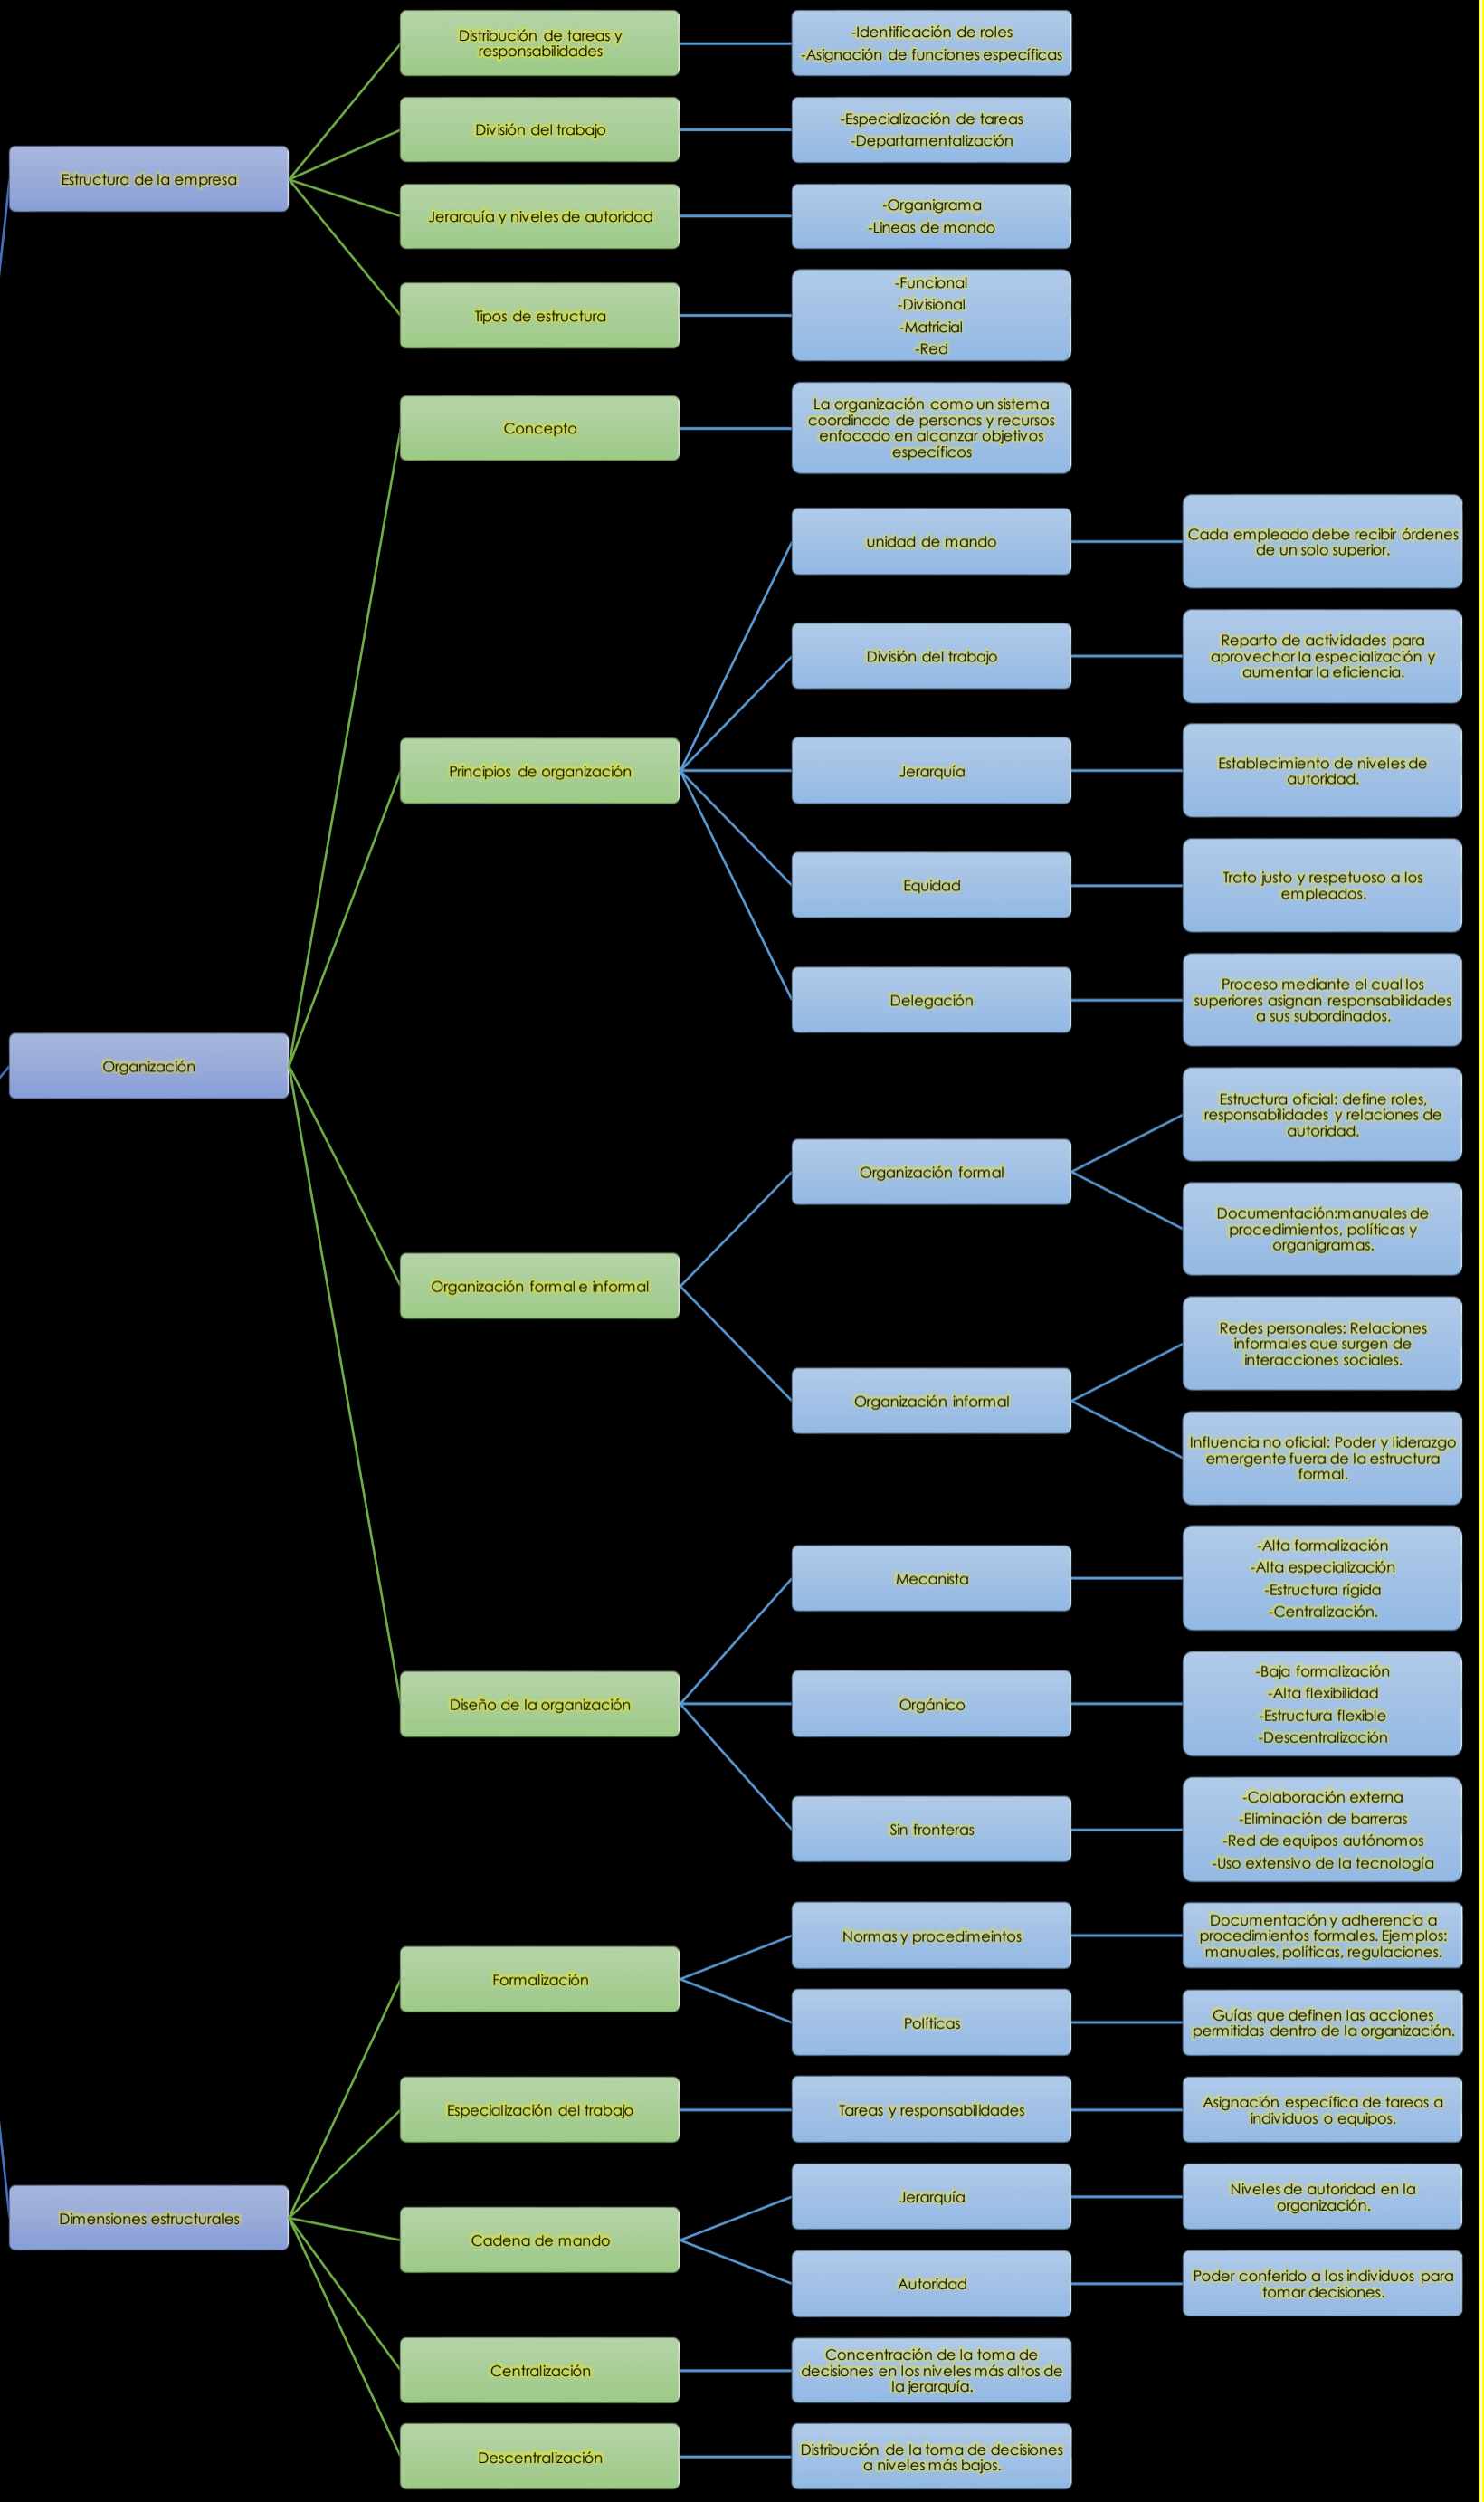 Estructura de la empresa
Distribución de tareas y
responsabilidades
-Identificación de roles
-Asignación de funciones específicas
División del trabajo
-Especialización de tareas
-Departamentalización
Jerarquía y niveles de autoridad
-Organigrama
-Lineas de mando
Tipos de estructura
-Funcional
-Divisional
-Matricial
-Red
Organización
Concepto
La organización como un sistema
coordinado de personas y recursos
enfocado en alcanzar objetivos
específicos
Principios de organización
unidad de mando
Cada empleado debe recibir órdenes
de un solo superior.
División del trabajo
Reparto de actividades para
aprovechar la especialización y
aumentar la eficiencia.
Jerarquía
Establecimiento de niveles de
autoridad.
Equidad
Trato justo y respetuoso a los
empleados.
Delegación
Proceso mediante el cual los
superiores asignan responsabilidades
a sus subordinados.
Organización formal e informal
Organización formal
Estructura oficial: define roles,
responsabilidades y relaciones de
autoridad.
Documentación:manuales de
procedimientos, políticas y
organigramas.
Organización informal
Redes personales: Relaciones
informales que surgen de
interacciones sociales.
Influencia no oficial: Poder y liderazgo
emergente fuera de la estructura
formal.
Diseño de la organización
Mecanista
-Alta formalización
-Alta especialización
-Estructura rígida
-Centralización.
Orgánico
-Baja formalización
-Alta flexibilidad
-Estructura flexible
-Descentralización
Sin fronteras
-Colaboración externa
-Eliminación de barreras
-Red de equipos autónomos
-Uso extensivo de la tecnología
Dimensiones estructurales
Formalización
Normas y procedimeintos
Documentación y adherencia a
procedimientos formales. Ejemplos:
manuales, políticas, regulaciones.
Políticas
Guías que definen las acciones
permitidas dentro de la organización.
Especialización del trabajo
Tareas y responsabilidades
Asignación específica de tareas a
individuos o equipos.
Cadena de mando
Jerarquía
Niveles de autoridad en la
organización.
Autoridad
Poder conferido a los individuos para
tomar decisiones.
Centralización
Concentración de la toma de
decisiones en los niveles más altos de
la jerarquía.
Descentralización
Distribución de la toma de decisiones
a niveles más bajos.